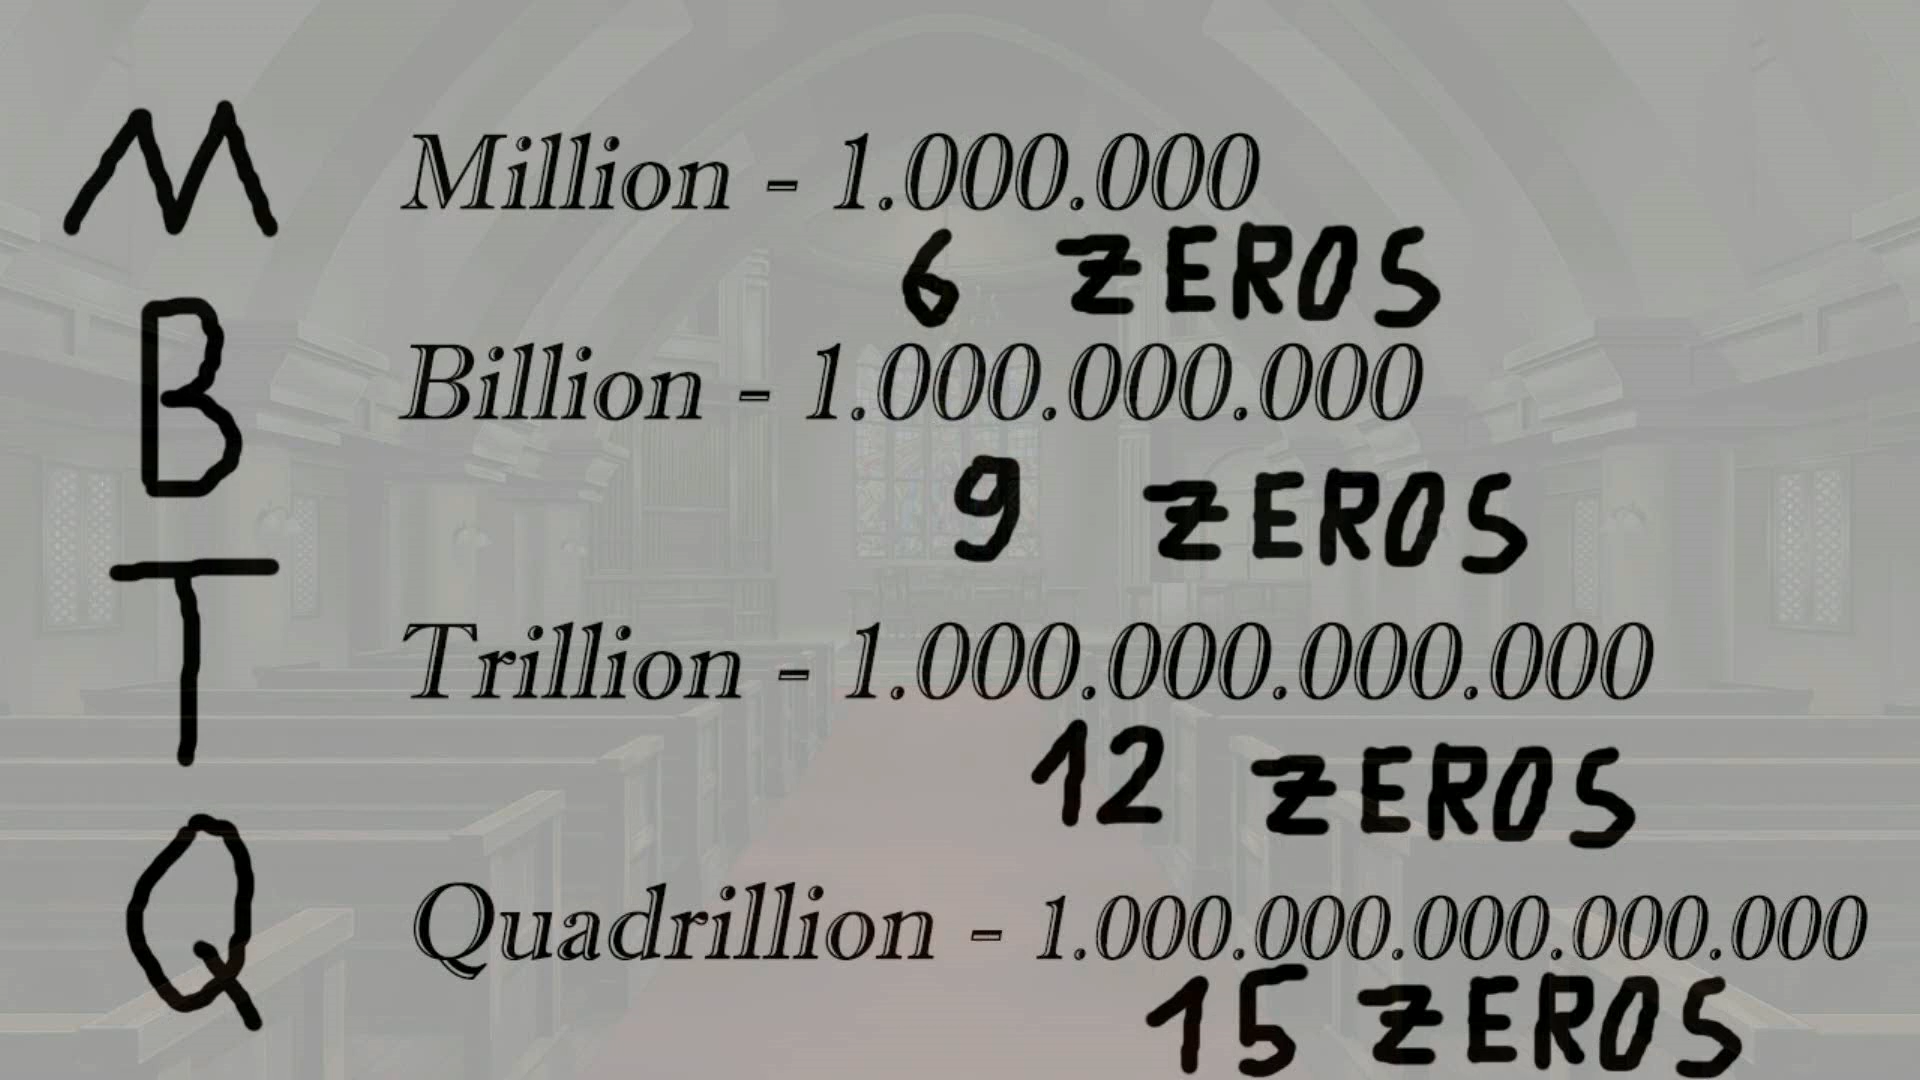 M Million - 1.000.000
6 ZEROS
B Billion - 1.000.000.000
9 ZEROS
T Trillion - 1.000.000.000.000
12 ZEROS
Q Quadrillion - 1.000.000.000.000.000
15 ZEROS